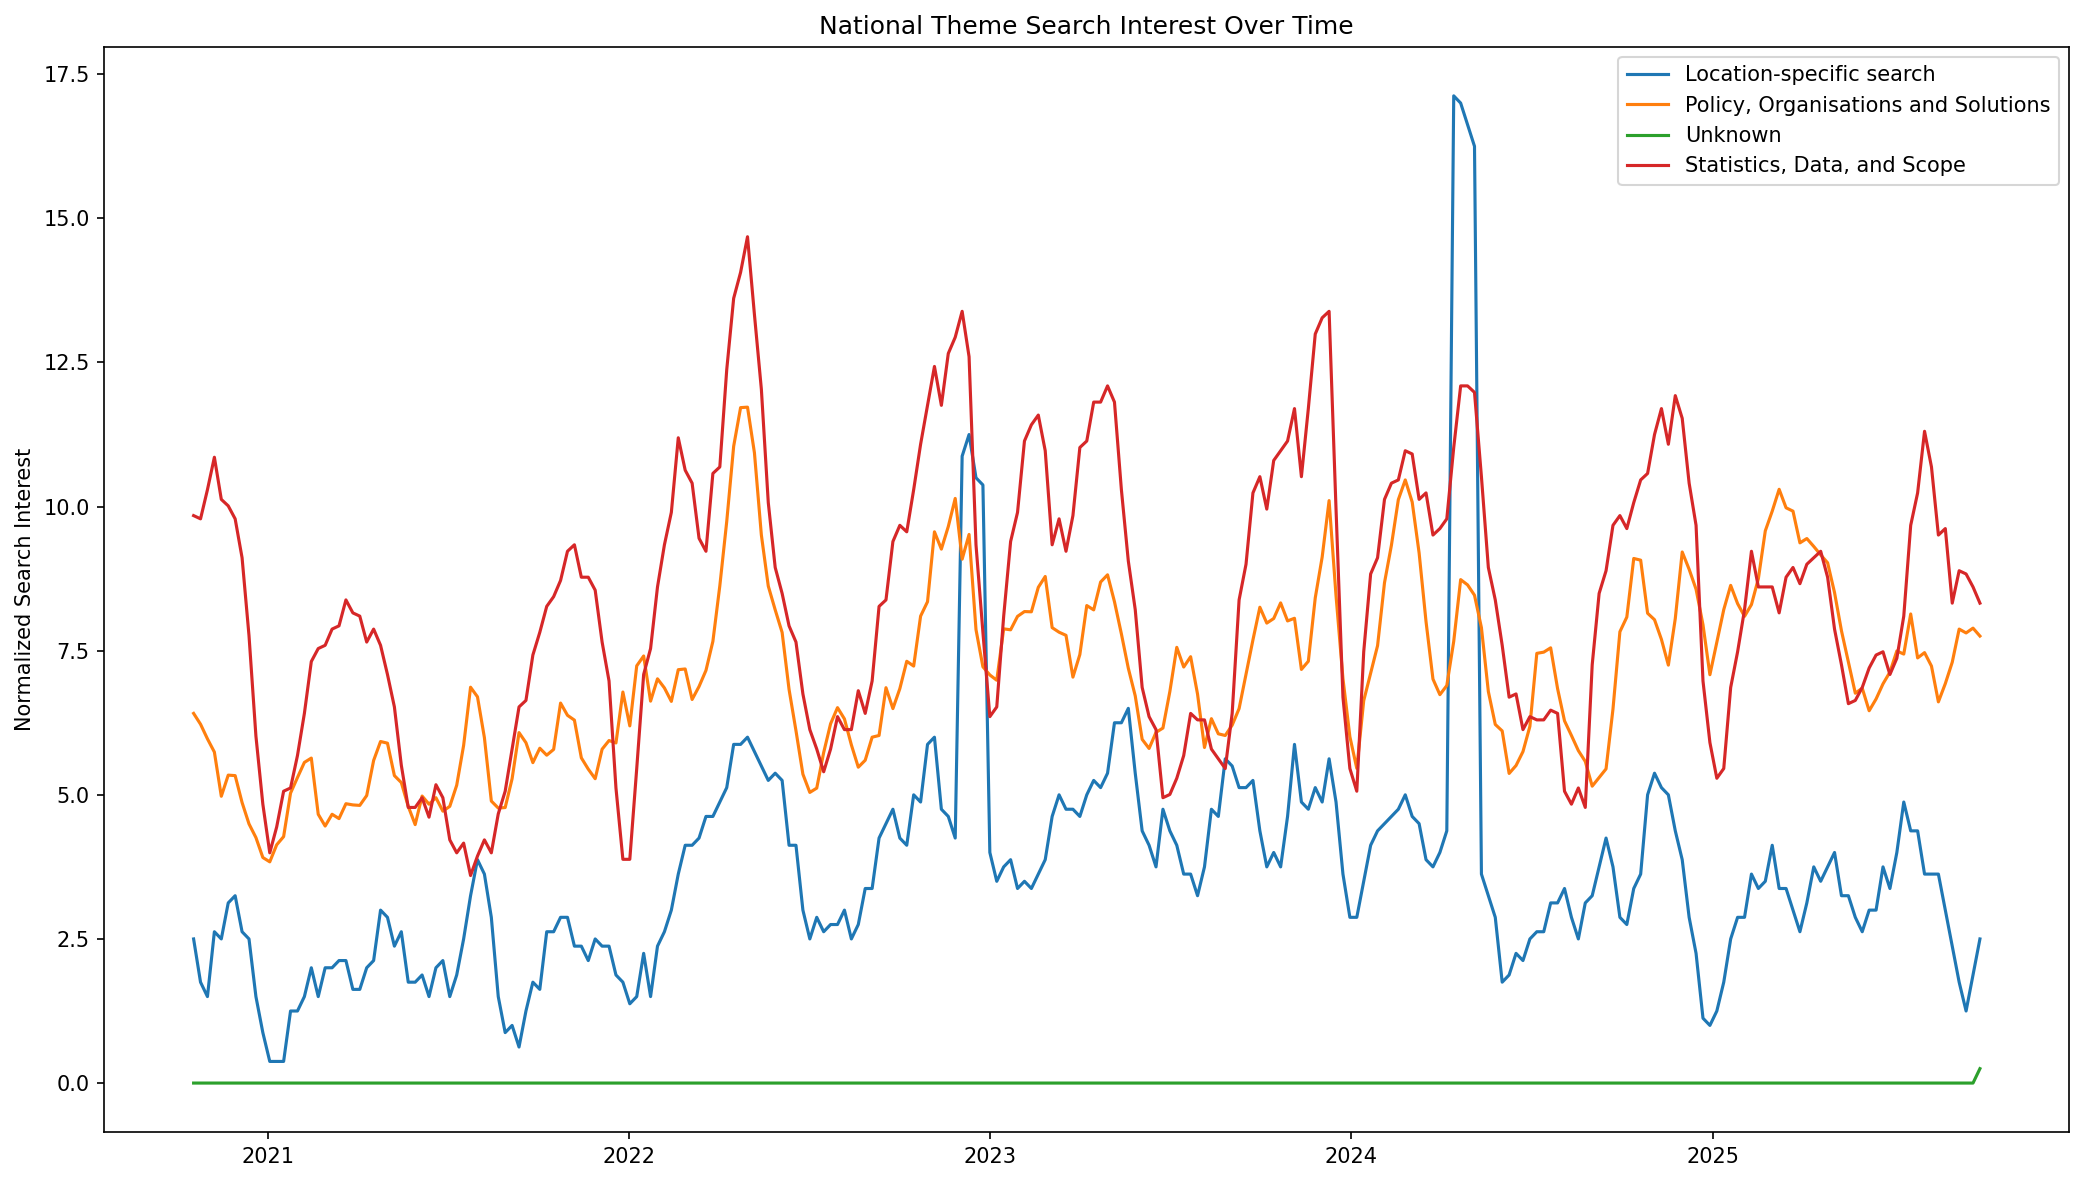 National Theme Search Interest Over Time
Normalized Search Interest
17.5
15.0
12.5
10.0
7.5
5.0
2.5
0.0
2021
2022
2023
2024
2025
Location-specific search
Policy, Organisations and Solutions
Unknown
Statistics, Data, and Scope